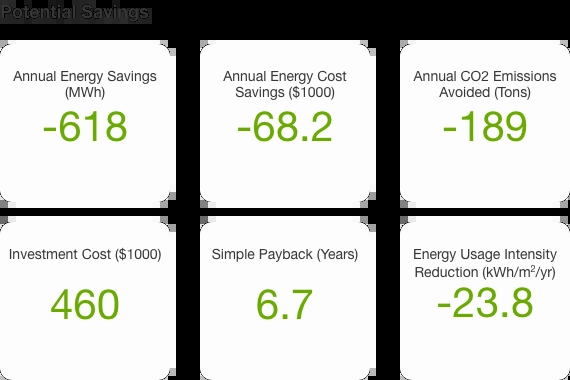 Potential Savings
Annual Energy Savings
(MWh)
-618
Annual Energy Cost
Savings ($1000)
-68.2
Annual CO2 Emissions
Avoided (Tons)
-189
Investment Cost ($1000)
460
Simple Payback (Years)
6.7
Energy Usage Intensity
Reduction (kWh/m²/yr)
-23.8